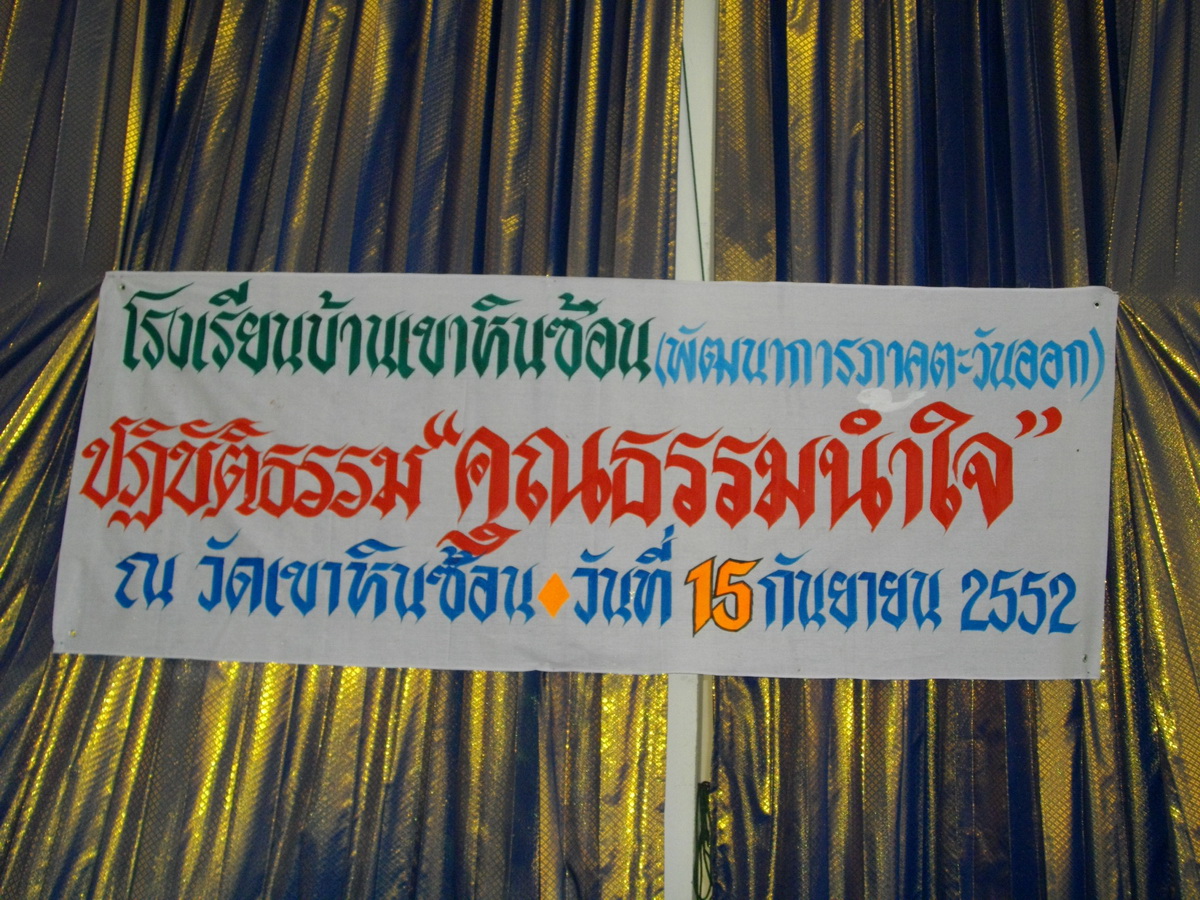 โรงเรียนบ้านเขาหินซ้อน(พัฒนาการภาคตะวันออก)
ปฏิบัติธรรม“คุณธรรมนำใจ”
ณ วัดเขาหินซ้อน♦วันที่ 15 กันยายน 2552